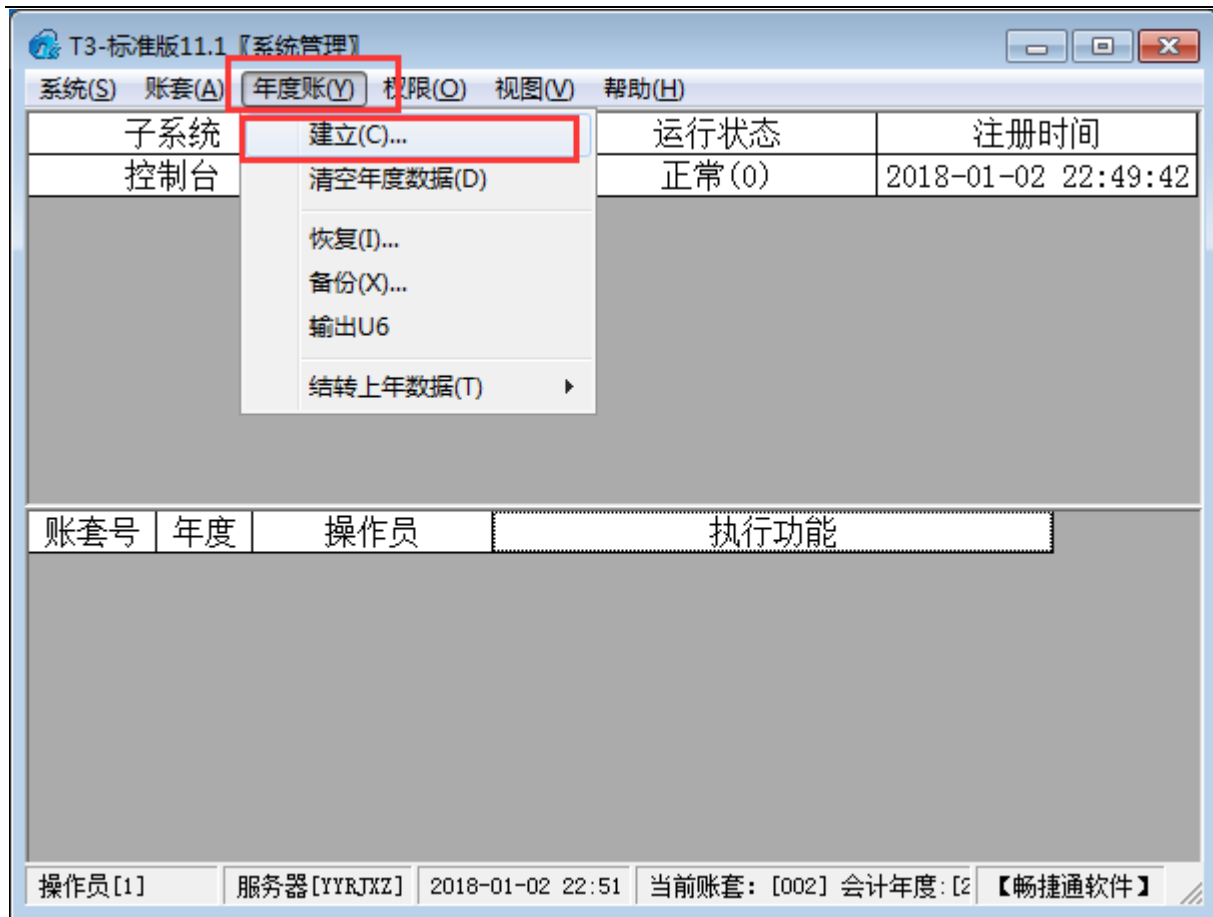 T3-标准版11.1〖系统管理〗
系统(S) 账套(A) 年度账(Y) 权限(O) 视图(V) 帮助(H)
子系统 运行状态 注册时间
控制台 正常(0) 2018-01-02 22:49:42
建立(C)...
清空年度数据(D)
恢复(I)...
备份(X)...
输出U6
结转上年数据(T)
账套号 年度 操作员 执行功能
操作员[1] 服务器[YYRJXZ] 2018-01-02 22:51 当前账套: [002] 会计年度:[2 【畅捷通软件】